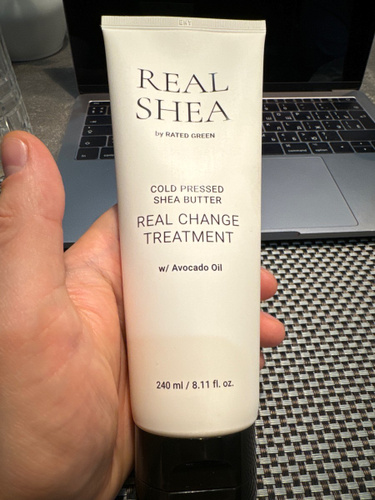 REAL
SHEA
by RATED GREEN
COLD PRESSED
SHEA BUTTER
REAL CHANGE
TREATMENT
w/ Avocado Oil
240 ml / 8.11 fl. oz.